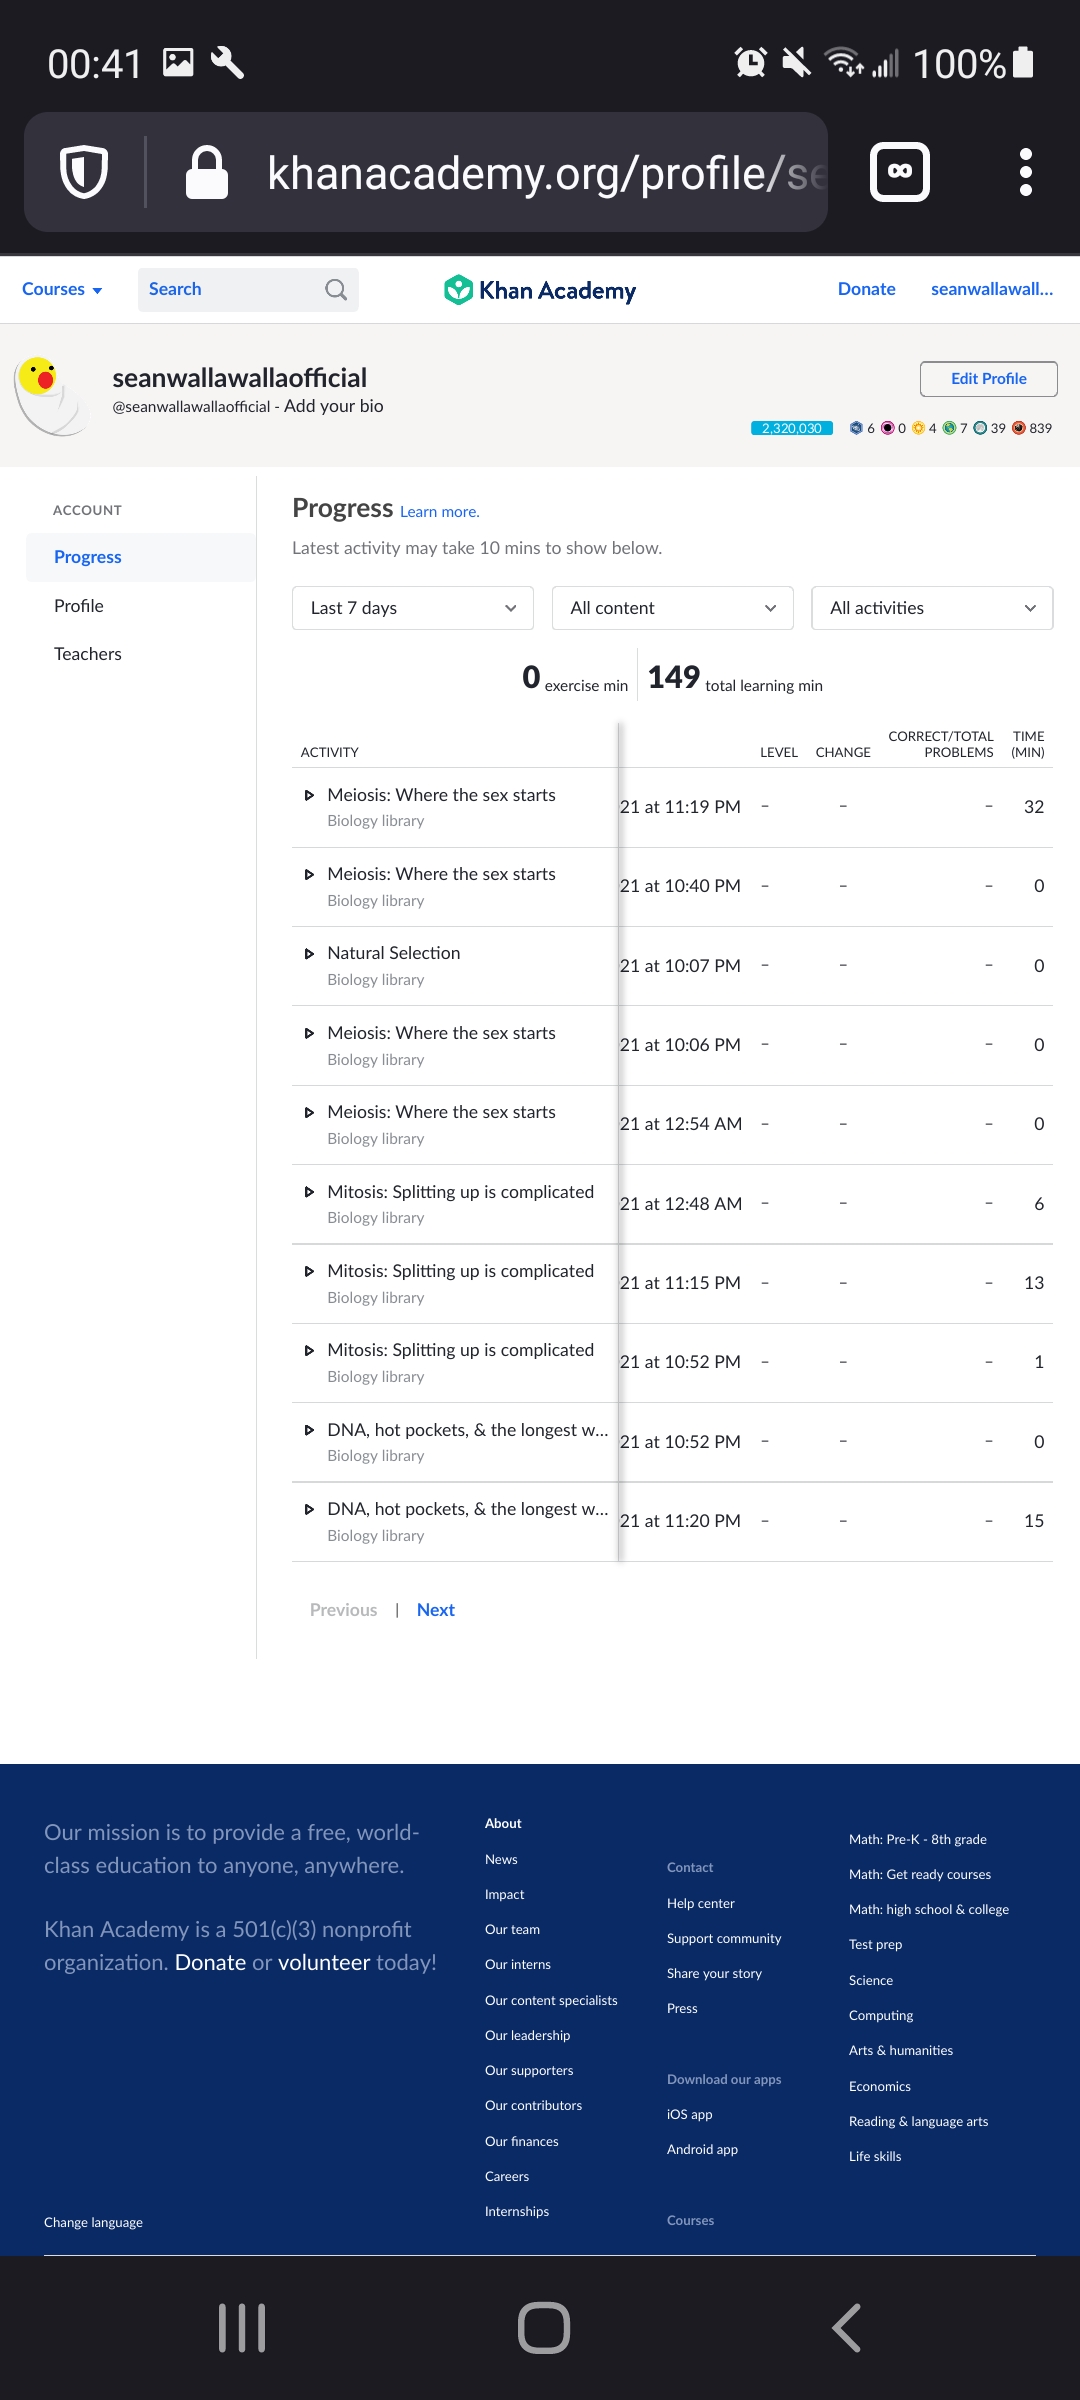 00:41
100%
khanacademy.org/profile/se
Courses
Search
Khan Academy
Donate
seanwallawall...
seanwallawallaofficial
@seanwallawallaofficial - Add your bio
Edit Profile
2,320,030 6 0 4 7 39 839
ACCOUNT
Progress
Profile
Teachers
Progress Learn more.
Latest activity may take 10 mins to show below.
Last 7 days
All content
All activities
0 exercise min
149 total learning min
ACTIVITY LEVEL CHANGE CORRECT/TOTAL PROBLEMS TIME (MIN)
Meiosis: Where the sex starts
Biology library
21 at 11:19 PM – – – 32
Meiosis: Where the sex starts
Biology library
21 at 10:40 PM – – – 0
Natural Selection
Biology library
21 at 10:07 PM – – – 0
Meiosis: Where the sex starts
Biology library
21 at 10:06 PM – – – 0
Meiosis: Where the sex starts
Biology library
21 at 12:54 AM – – – 0
Mitosis: Splitting up is complicated
Biology library
21 at 12:48 AM – – – 6
Mitosis: Splitting up is complicated
Biology library
21 at 11:15 PM – – – 13
Mitosis: Splitting up is complicated
Biology library
21 at 10:52 PM – – – 1
DNA, hot pockets, & the longest w...
Biology library
21 at 10:52 PM – – – 0
DNA, hot pockets, & the longest w...
Biology library
21 at 11:20 PM – – – 15
Previous | Next
Our mission is to provide a free, world-
class education to anyone, anywhere.
Khan Academy is a 501(c)(3) nonprofit
organization. Donate or volunteer today!
About
News
Impact
Our team
Our interns
Our content specialists
Our leadership
Our supporters
Our contributors
Our finances
Careers
Internships
Contact
Help center
Support community
Share your story
Press
Download our apps
iOS app
Android app
Courses
Math: Pre-K - 8th grade
Math: Get ready courses
Math: high school & college
Test prep
Science
Computing
Arts & humanities
Economics
Reading & language arts
Life skills
Change language